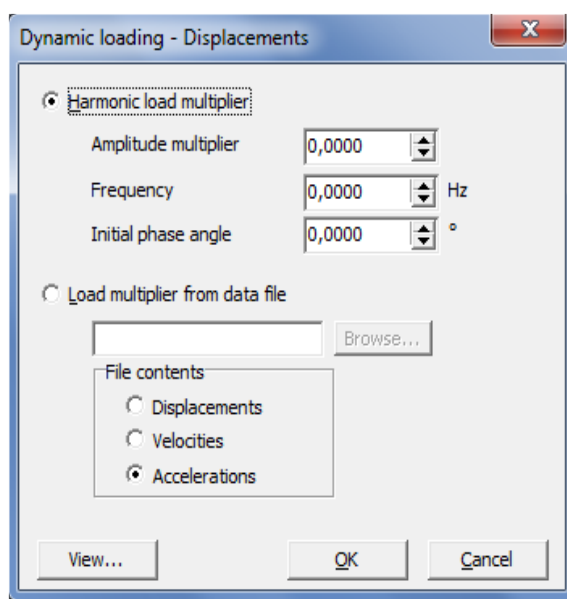 Dynamic loading - Displacements
Harmonic load multiplier
Amplitude multiplier 0,0000
Frequency 0,0000 Hz
Initial phase angle 0,0000 °
Load multiplier from data file
Browse...
File contents
Displacements
Velocities
Accelerations
View... OK Cancel